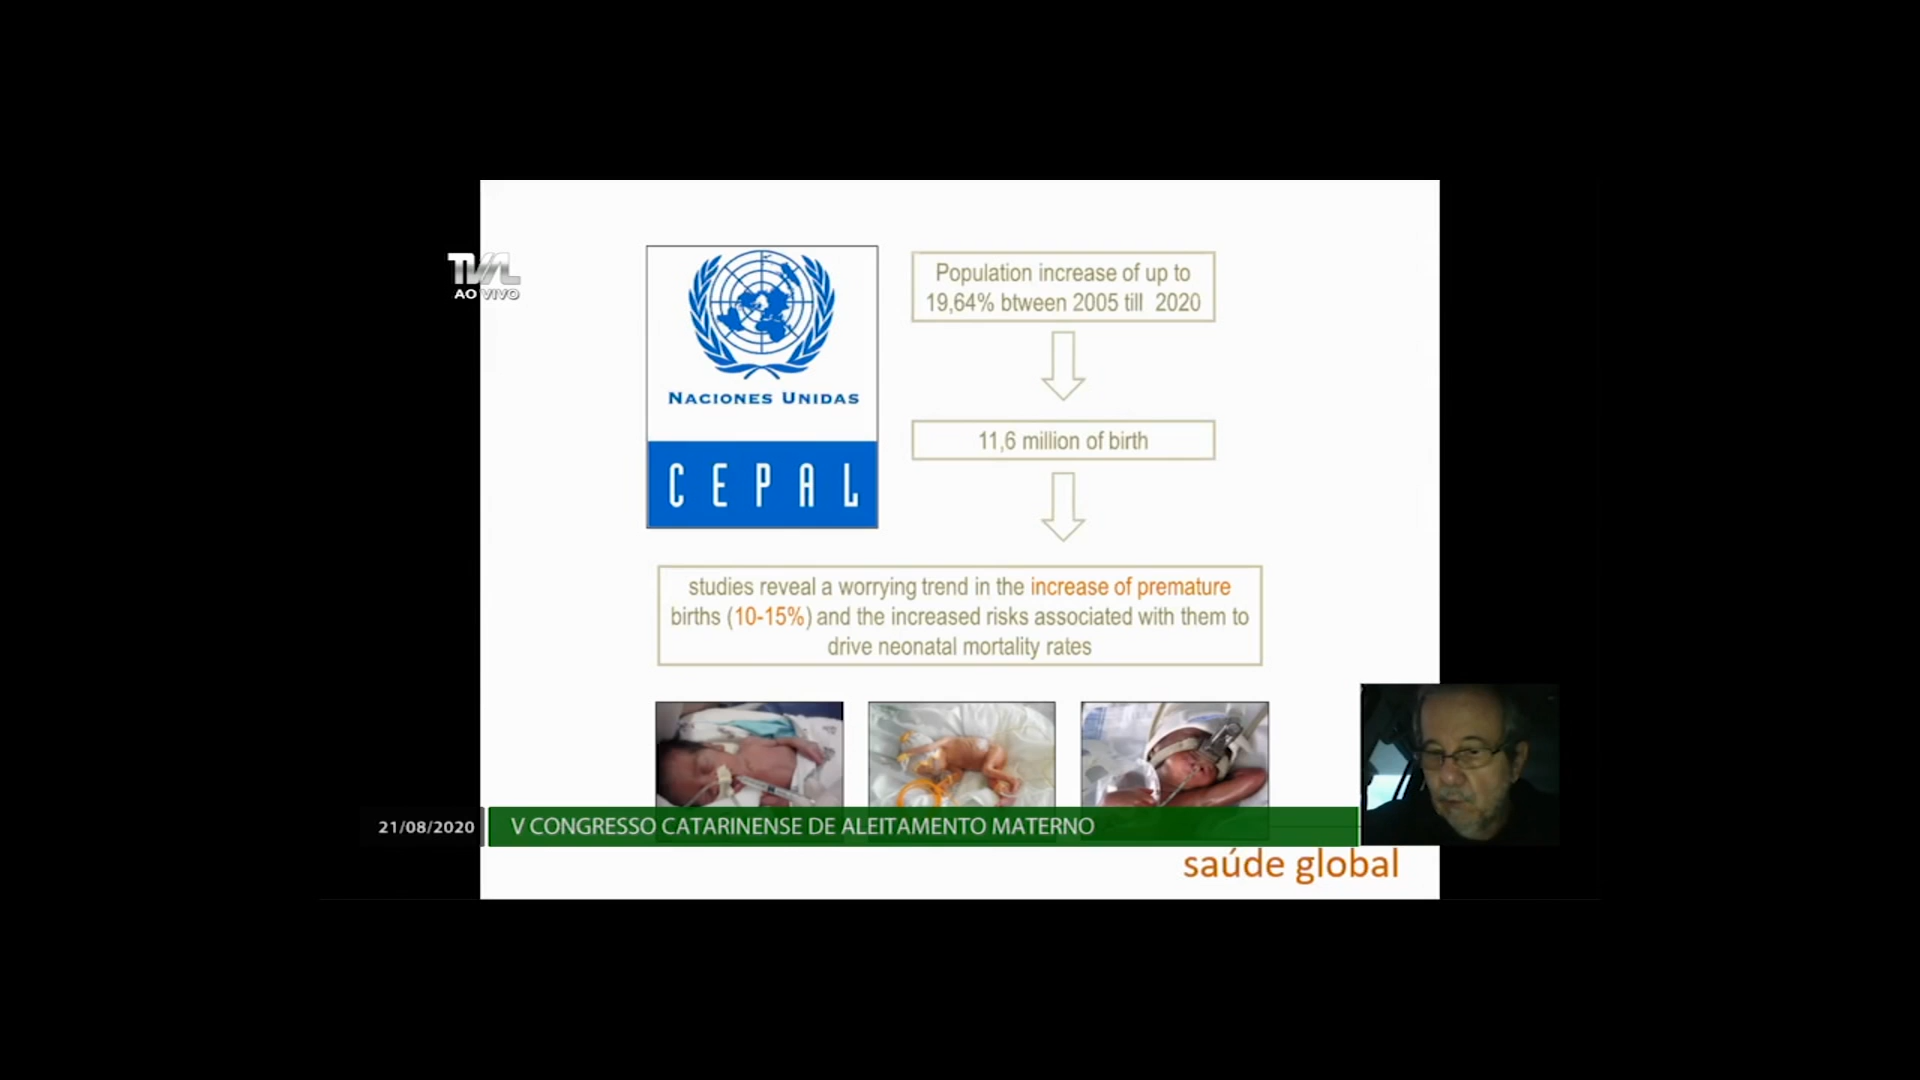 TVAL
AO VIVO
NACIONES UNIDAS
CEPAL
Population increase of up to
19,64% btween 2005 till 2020
11,6 million of birth
studies reveal a worrying trend in the increase of premature
births (10-15%) and the increased risks associated with them to
drive neonatal mortality rates
21/08/2020
V CONGRESSO CATARINENSE DE ALEITAMENTO MATERNO
saúde global